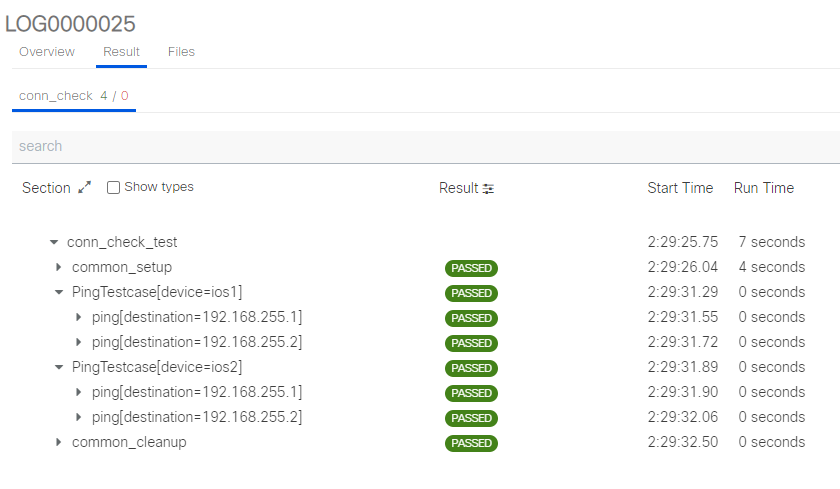 LOG0000025
Overview Result Files
conn_check 4 / 0
search
Section Show types Result Start Time Run Time
conn_check_test 2:29:25.75 7 seconds
common_setup PASSED 2:29:26.04 4 seconds
PingTestcase[device=ios1] PASSED 2:29:31.29 0 seconds
ping[destination=192.168.255.1] PASSED 2:29:31.55 0 seconds
ping[destination=192.168.255.2] PASSED 2:29:31.72 0 seconds
PingTestcase[device=ios2] PASSED 2:29:31.89 0 seconds
ping[destination=192.168.255.1] PASSED 2:29:31.90 0 seconds
ping[destination=192.168.255.2] PASSED 2:29:32.06 0 seconds
common_cleanup PASSED 2:29:32.50 0 seconds